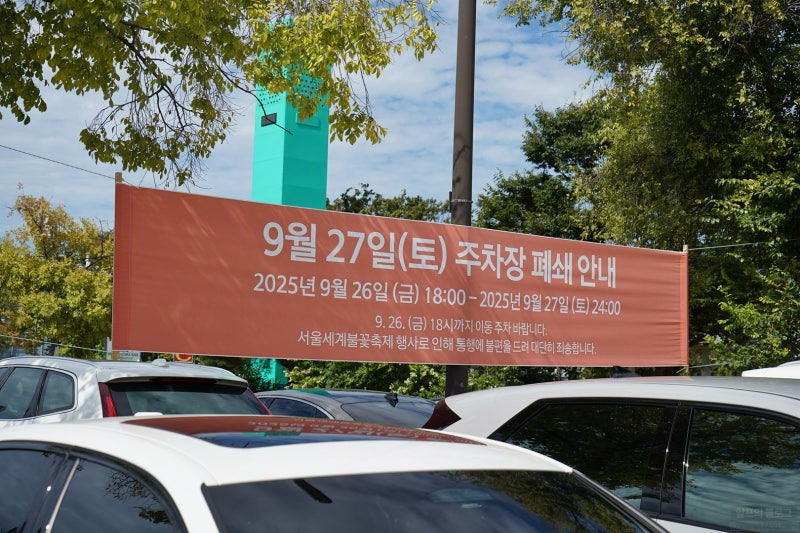 9월 27일(토) 주차장 폐쇄 안내
2025년 9월 26일 (금) 18:00 – 2025년 9월 27일 (토) 24:00
9. 26. (금) 18시까지 이동 주차 바랍니다.
서울세계불꽃축제 행사로 인해 통행에 불편을 드려 대단히 죄송합니다.